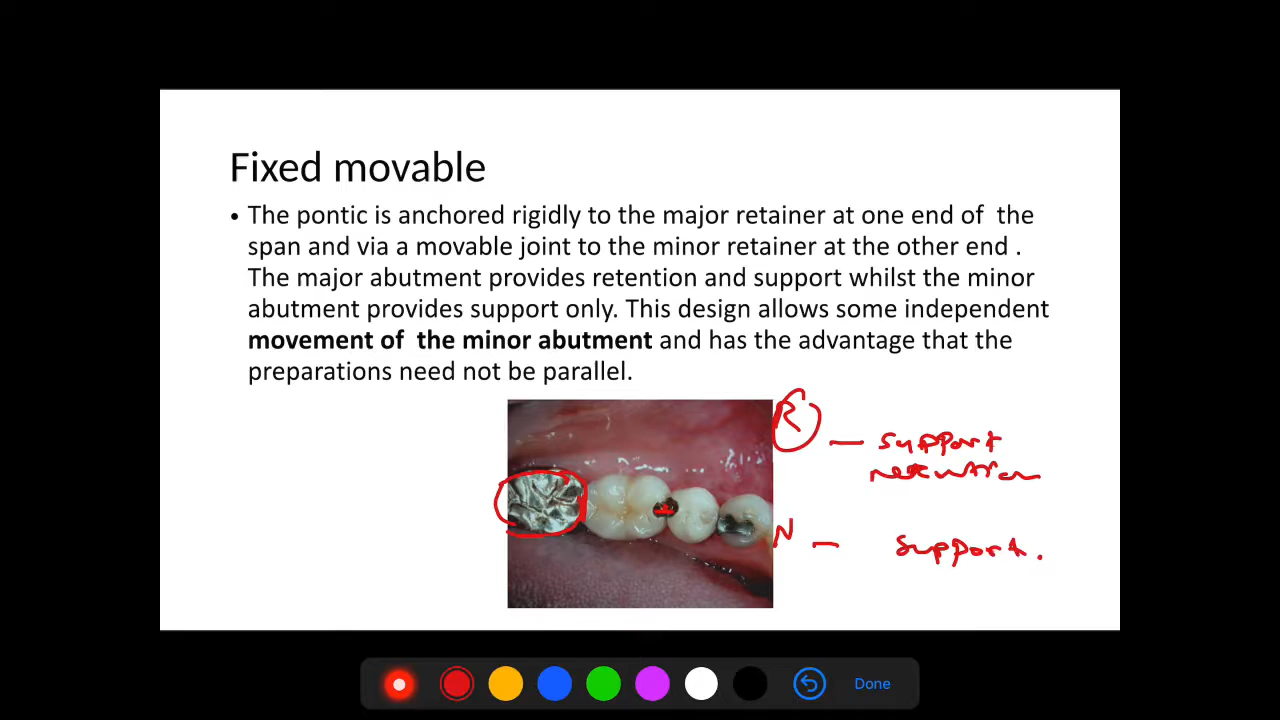 Fixed movable
• The pontic is anchored rigidly to the major retainer at one end of the
span and via a movable joint to the minor retainer at the other end .
The major abutment provides retention and support whilst the minor
abutment provides support only. This design allows some independent
movement of the minor abutment and has the advantage that the
preparations need not be parallel.
R — support
retention
N — support.
Done